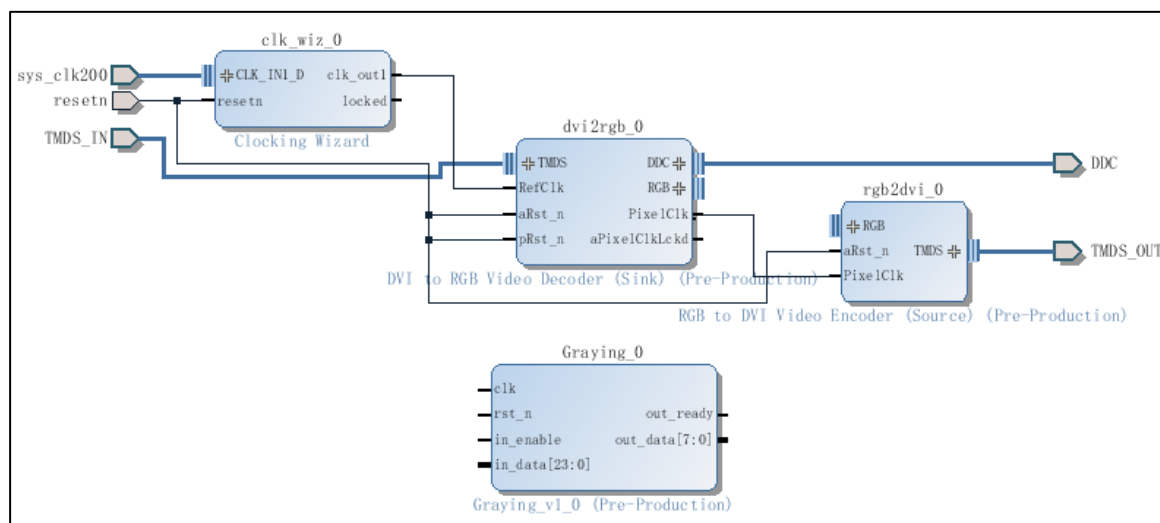 clk_wiz_0
sys_clk200
CLK_IN1_D
clk_out1
resetn
resetn
locked
TMDS_IN
Clocking Wizard
dvi2rgb_0
TMDS
DDC
DDC
RefClk
RGB
rgb2dvi_0
aRst_n
PixelClk
RGB
pRst_n
aPixelClkLckd
aRst_n
TMDS
TMDS_OUT
PixelClk
DVI to RGB Video Decoder (Sink) (Pre-Production)
RGB to DVI Video Encoder (Source) (Pre-Production)
Graying_0
clk
rst_n
out_ready
in_enable
out_data[7:0]
in_data[23:0]
Graying_v1_0 (Pre-Production)